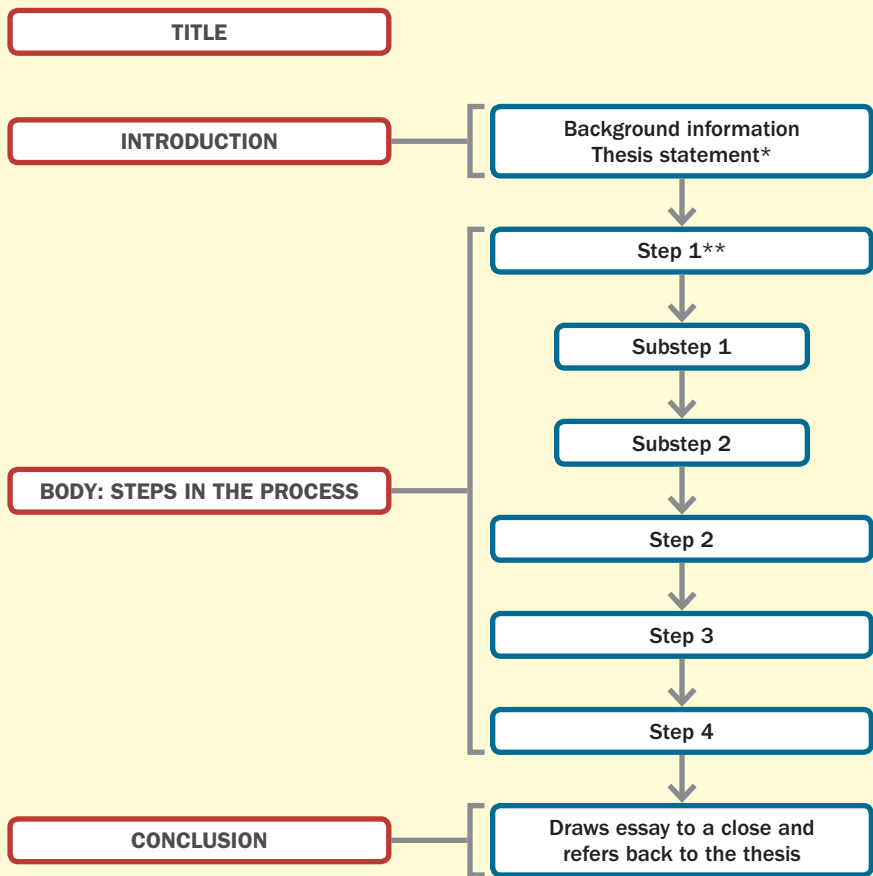 TITLE
INTRODUCTION
Background information
Thesis statement*
Step 1**
Substep 1
Substep 2
BODY: STEPS IN THE PROCESS
Step 2
Step 3
Step 4
CONCLUSION
Draws essay to a close and
refers back to the thesis